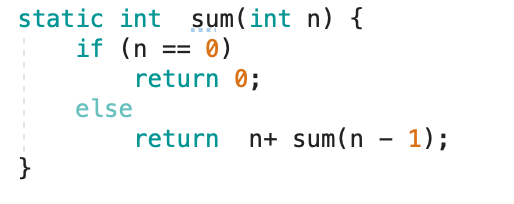 static int  sum(int n) {
    if (n == 0)
        return 0;
    else
        return  n+ sum(n - 1);
}